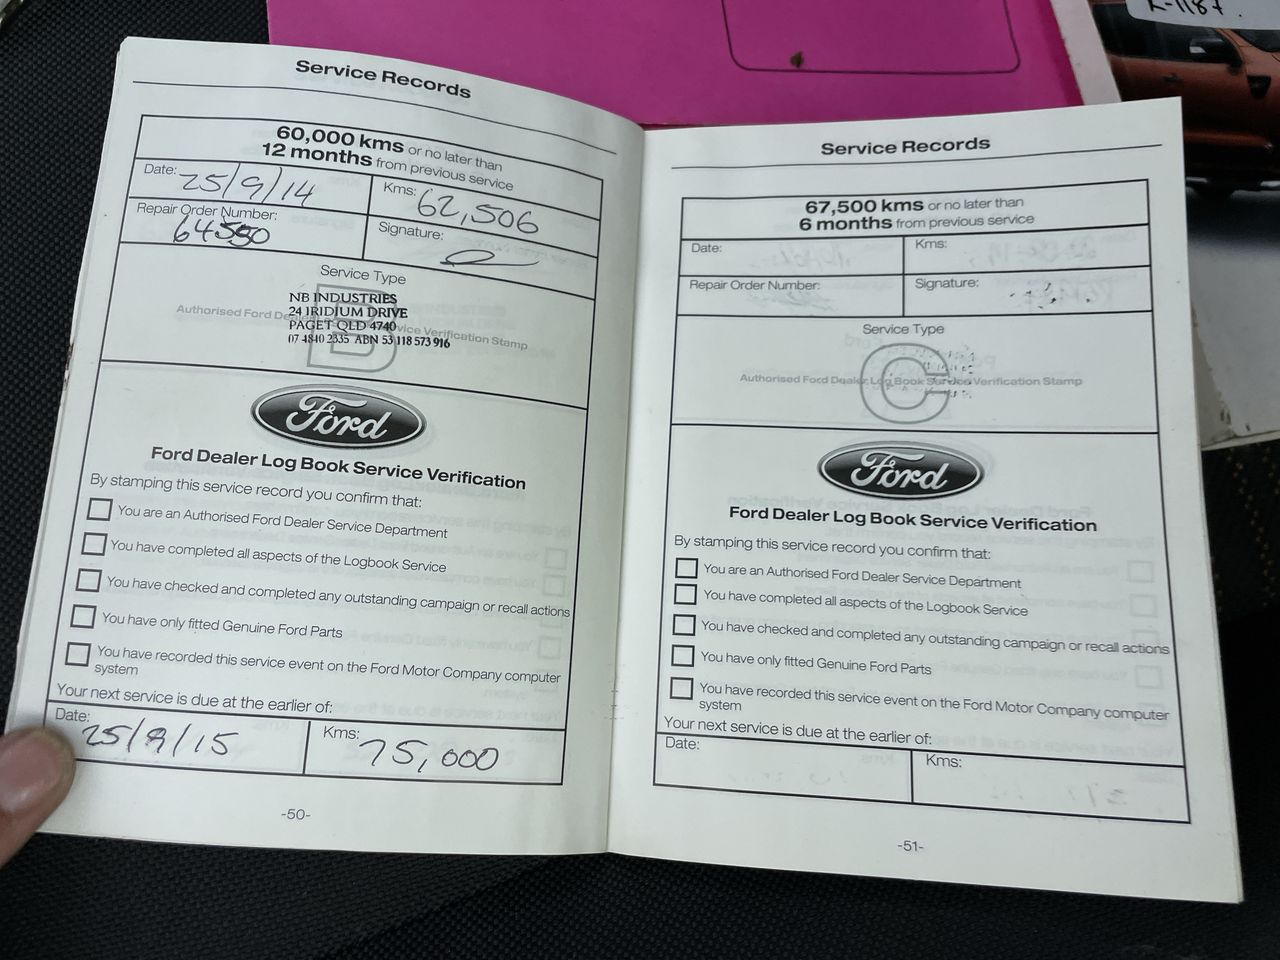 K-1187.
Service Records
60,000 kms or no later than
12 months from previous service
Date: 25/9/14
Kms: 62,506
Repair Order Number:
64550
Signature:
Service Type
B
Authorised Ford Dealer Service Verification Stamp
NB INDUSTRIES
24 IRIDIUM DRIVE
PAGET QLD 4740
07 4840 2335 ABN 53 118 573 916
Ford
Ford Dealer Log Book Service Verification
By stamping this service record you confirm that:
You are an Authorised Ford Dealer Service Department
You have completed all aspects of the Logbook Service
You have checked and completed any outstanding campaign or recall actions
You have only fitted Genuine Ford Parts
You have recorded this service event on the Ford Motor Company computer
system
Your next service is due at the earlier of:
Date: 25/9/15
Kms: 75,000
-50-
Service Records
67,500 kms or no later than
6 months from previous service
Date:
Kms:
Repair Order Number:
Signature:
Service Type
C
Authorised Ford Dealer Log Book Service Verification Stamp
Ford
Ford Dealer Log Book Service Verification
By stamping this service record you confirm that:
You are an Authorised Ford Dealer Service Department
You have completed all aspects of the Logbook Service
You have checked and completed any outstanding campaign or recall actions
You have only fitted Genuine Ford Parts
You have recorded this service event on the Ford Motor Company computer
system
Your next service is due at the earlier of:
Date:
Kms:
-51-